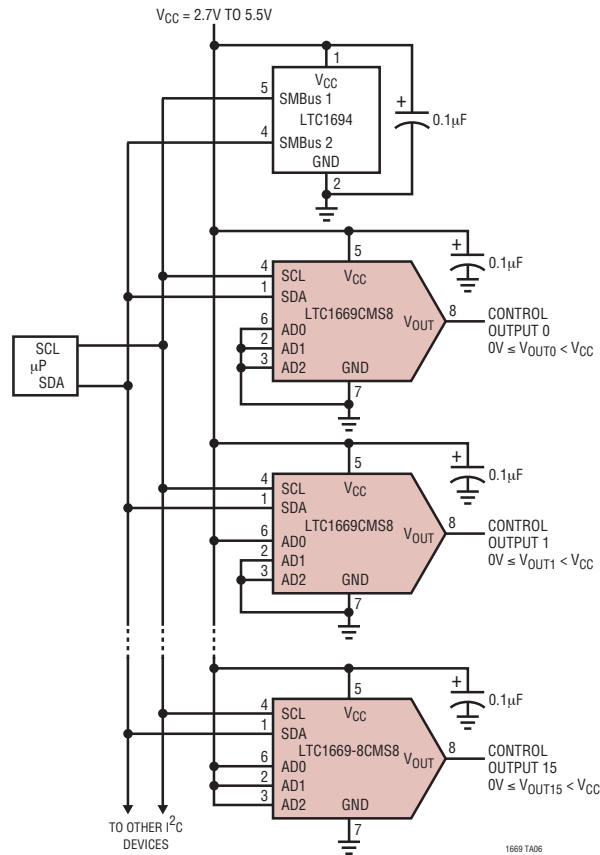 V_CC = 2.7V TO 5.5V
1
V_CC
5
SMBus 1
LTC1694
4
SMBus 2
GND
2
+
0.1µF
5
+
0.1µF
4
SCL
V_CC
1
SDA
LTC1669CMS8
6
AD0
V_OUT
8
2
AD1
3
AD2
GND
7
CONTROL
OUTPUT 0
0V ≤ V_OUT0 < V_CC
SCL
µP
SDA
5
+
0.1µF
4
SCL
V_CC
1
SDA
LTC1669CMS8
6
AD0
V_OUT
8
2
AD1
3
AD2
GND
7
CONTROL
OUTPUT 1
0V ≤ V_OUT1 < V_CC
5
+
0.1µF
4
SCL
V_CC
1
SDA
LTC1669-8CMS8
6
AD0
V_OUT
8
2
AD1
3
AD2
GND
7
CONTROL
OUTPUT 15
0V ≤ V_OUT15 < V_CC
TO OTHER I²C
DEVICES
1669 TA06